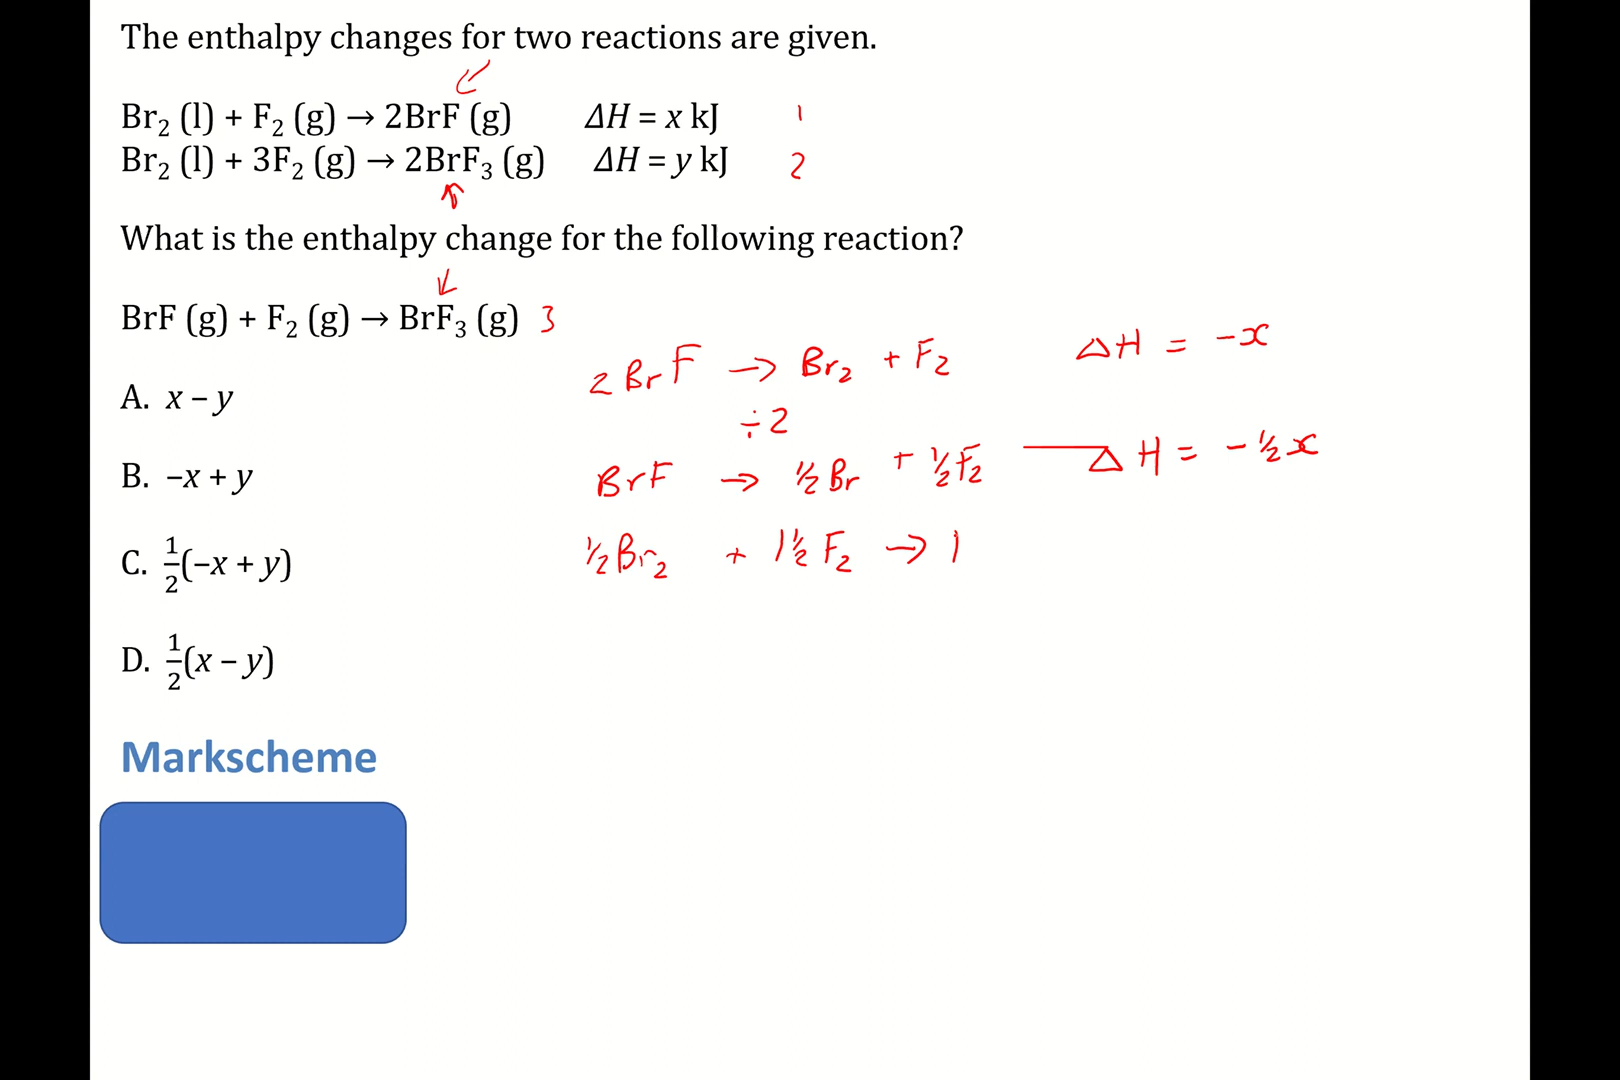 The enthalpy changes for two reactions are given.
Br₂ (l) + F₂ (g) → 2BrF (g) ΔH = x kJ 1
Br₂ (l) + 3F₂ (g) → 2BrF₃ (g) ΔH = y kJ 2
What is the enthalpy change for the following reaction?
BrF (g) + F₂ (g) → BrF₃ (g) 3
2 BrF → Br₂ + F₂ ΔH = -x
A. x – y
÷2
B. –x + y
BrF → ½Br + ½F₂ ΔH = -½x
½Br₂ + 1½F₂ → 1
C. ½(–x + y)
D. ½(x – y)
Markscheme